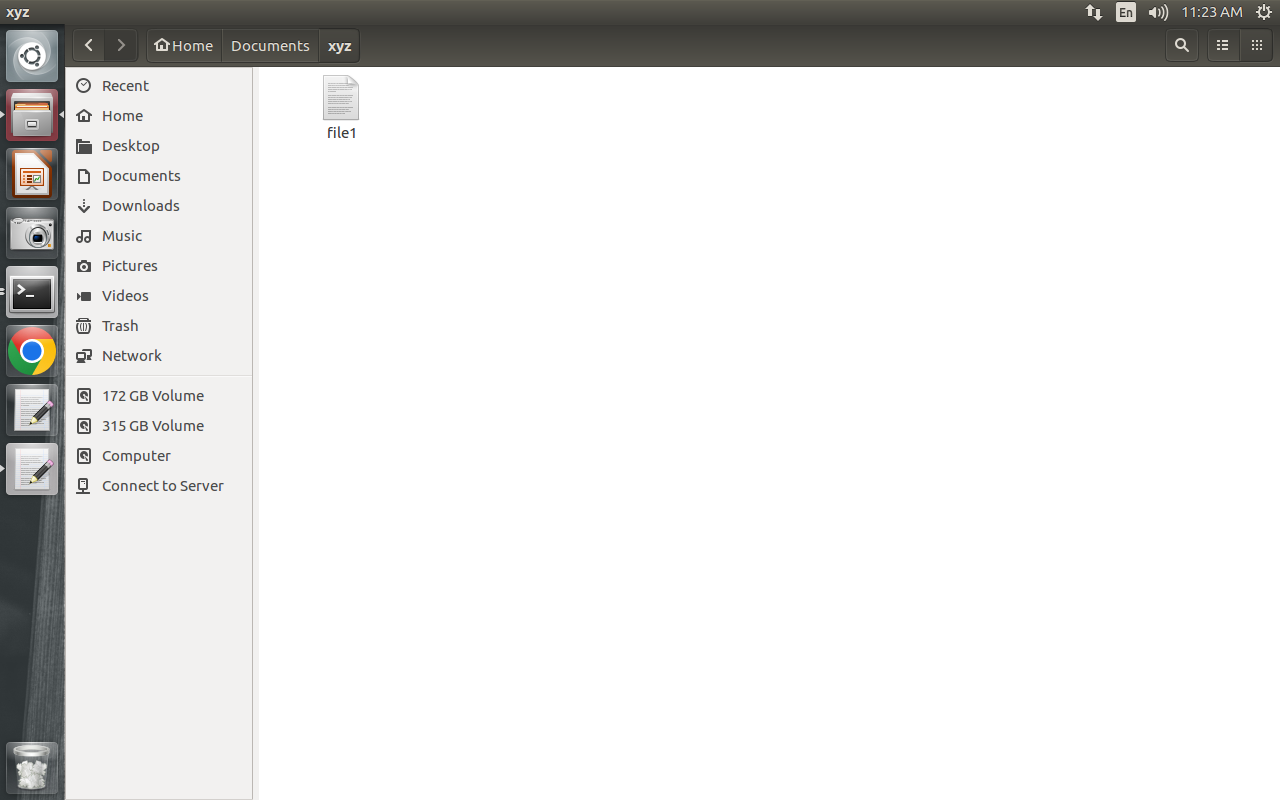 xyz
En
11:23 AM
Home Documents xyz
Recent
Home
Desktop
Documents
Downloads
Music
Pictures
Videos
Trash
Network
172 GB Volume
315 GB Volume
Computer
Connect to Server
file1